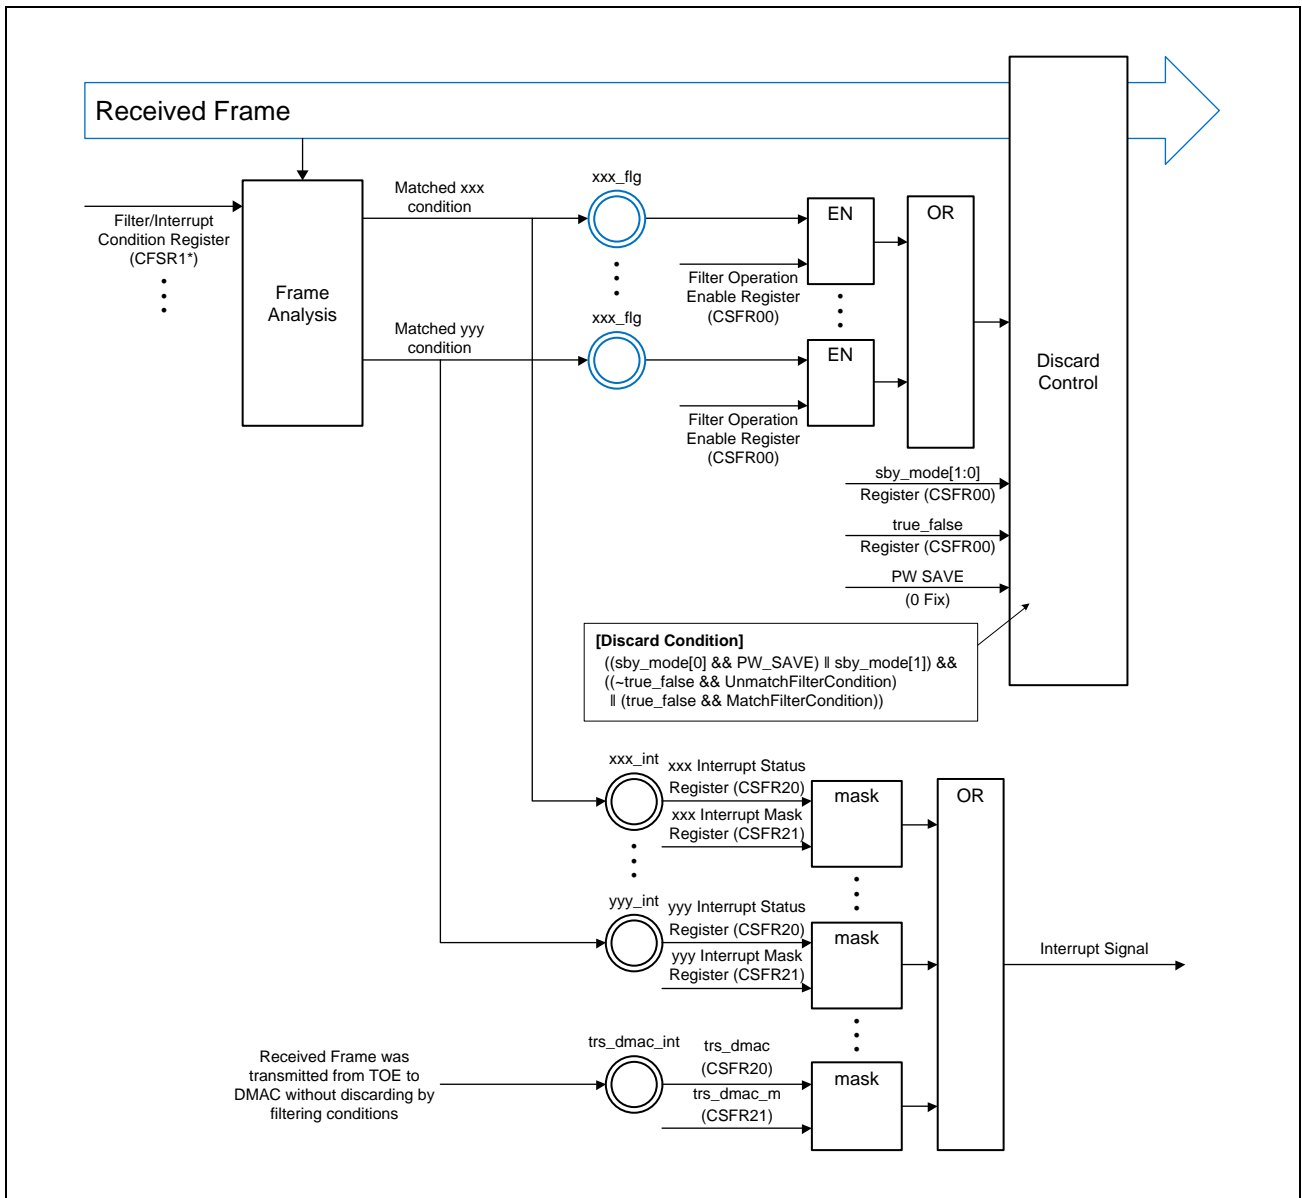 Received Frame
Filter/Interrupt
Condition Register
(CFSR1*)
Frame
Analysis
Matched xxx
condition
Matched yyy
condition
xxx_flg
xxx_flg
EN
Filter Operation
Enable Register
(CSFR00)
EN
Filter Operation
Enable Register
(CSFR00)
OR
Discard
Control
sby_mode[1:0]
Register (CSFR00)
true_false
Register (CSFR00)
PW SAVE
(0 Fix)
[Discard Condition]
((sby_mode[0] && PW_SAVE) || sby_mode[1]) &&
((~true_false && UnmatchFilterCondition)
|| (true_false && MatchFilterCondition))
xxx_int
xxx Interrupt Status
Register (CSFR20)
xxx Interrupt Mask
Register (CSFR21)
mask
OR
yyy_int
yyy Interrupt Status
Register (CSFR20)
yyy Interrupt Mask
Register (CSFR21)
mask
Interrupt Signal
Received Frame was
transmitted from TOE to
DMAC without discarding by
filtering conditions
trs_dmac_int
trs_dmac
(CSFR20)
trs_dmac_m
(CSFR21)
mask